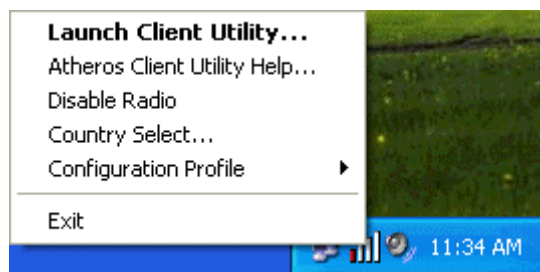 Launch Client Utility...
Atheros Client Utility Help...
Disable Radio
Country Select...
Configuration Profile
Exit
11:34 AM